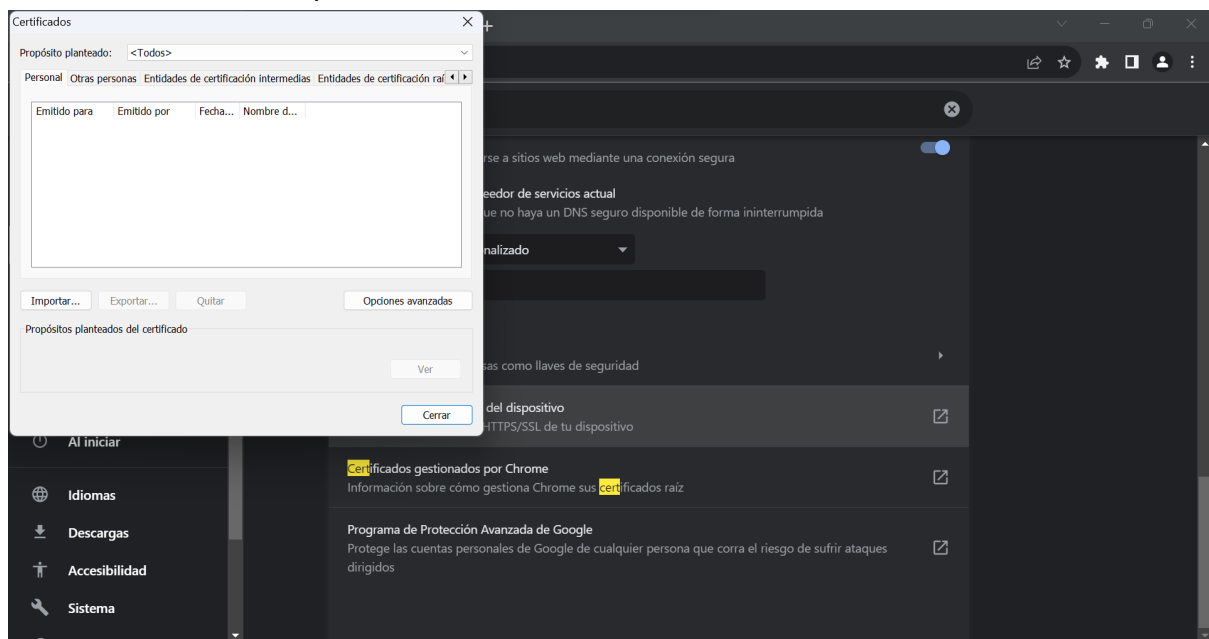 Certificados
Propósito planteado: <Todos>
Personal Otras personas Entidades de certificación intermedias Entidades de certificación raí
Emitido para Emitido por Fecha... Nombre d...
Importar... Exportar... Quitar Opciones avanzadas
Propósitos planteados del certificado
Ver
Cerrar
rse a sitios web mediante una conexión segura
eedor de servicios actual
ue no haya un DNS seguro disponible de forma ininterrumpida
nalizado
sas como llaves de seguridad
del dispositivo
HTTPS/SSL de tu dispositivo
Certificados gestionados por Chrome
Información sobre cómo gestiona Chrome sus certificados raíz
Programa de Protección Avanzada de Google
Protege las cuentas personales de Google de cualquier persona que corra el riesgo de sufrir ataques
dirigidos
Al iniciar
Idiomas
Descargas
Accesibilidad
Sistema